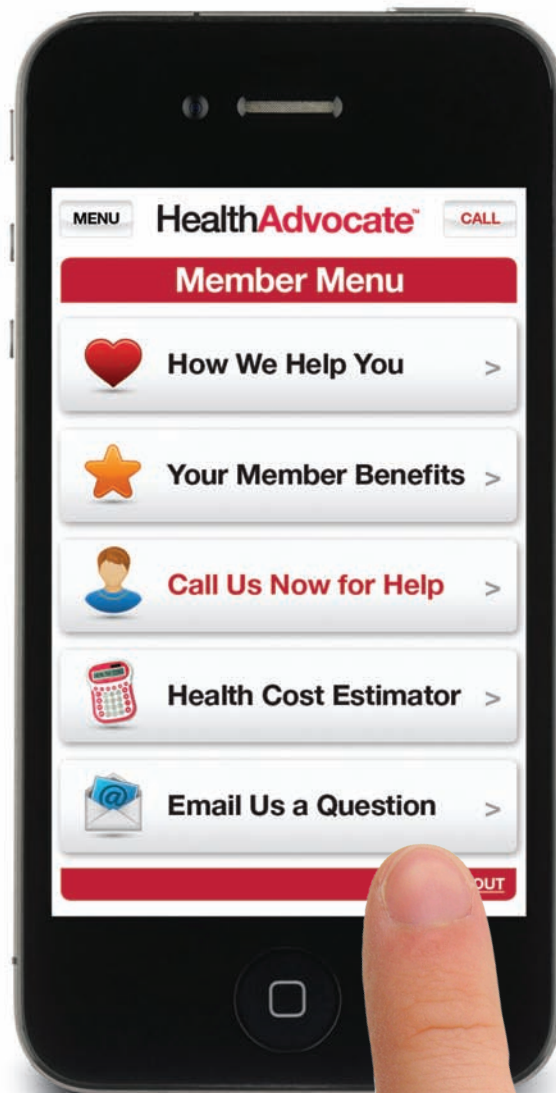 MENU
HealthAdvocate™
CALL
Member Menu
How We Help You
>
Your Member Benefits
>
Call Us Now for Help
>
Health Cost Estimator
>
Email Us a Question
>